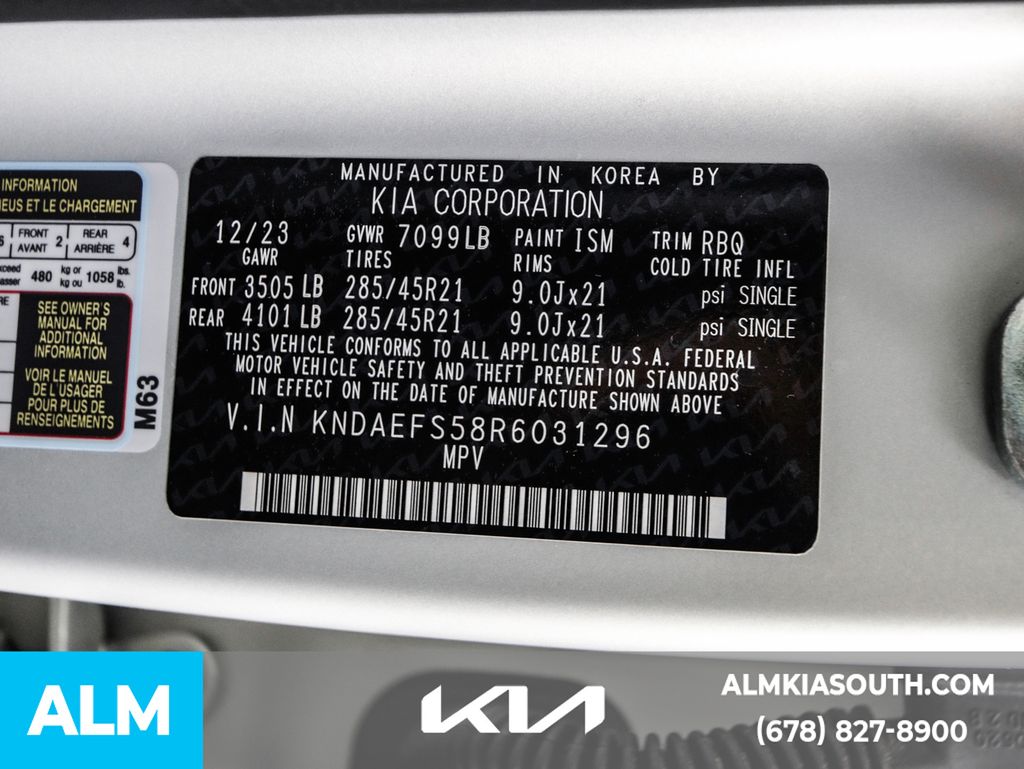 INFORMATION
NEUS ET LE CHARGEMENT
FRONT AVANT 2 REAR ARRIÈRE 4
480 kg or kg ou 1058 lbs. lb.
SEE OWNER'S
MANUAL FOR
ADDITIONAL
INFORMATION
VOIR LE MANUEL
DE L'USAGER
POUR PLUS DE
RENSEIGNEMENTS
M63
MANUFACTURED IN KOREA BY
KIA CORPORATION
12/23 GVWR 7099LB PAINT ISM TRIM RBQ
GAWR TIRES RIMS COLD TIRE INFL
FRONT 3505 LB 285/45R21 9.0Jx21 psi SINGLE
REAR 4101 LB 285/45R21 9.0Jx21 psi SINGLE
THIS VEHICLE CONFORMS TO ALL APPLICABLE U.S.A. FEDERAL
MOTOR VEHICLE SAFETY AND THEFT PREVENTION STANDARDS
IN EFFECT ON THE DATE OF MANUFACTURE SHOWN ABOVE
V.I.N KNDAEFS58R6031296
MPV
ALM
KIA
ALMKIASOUTH.COM
(678) 827-8900